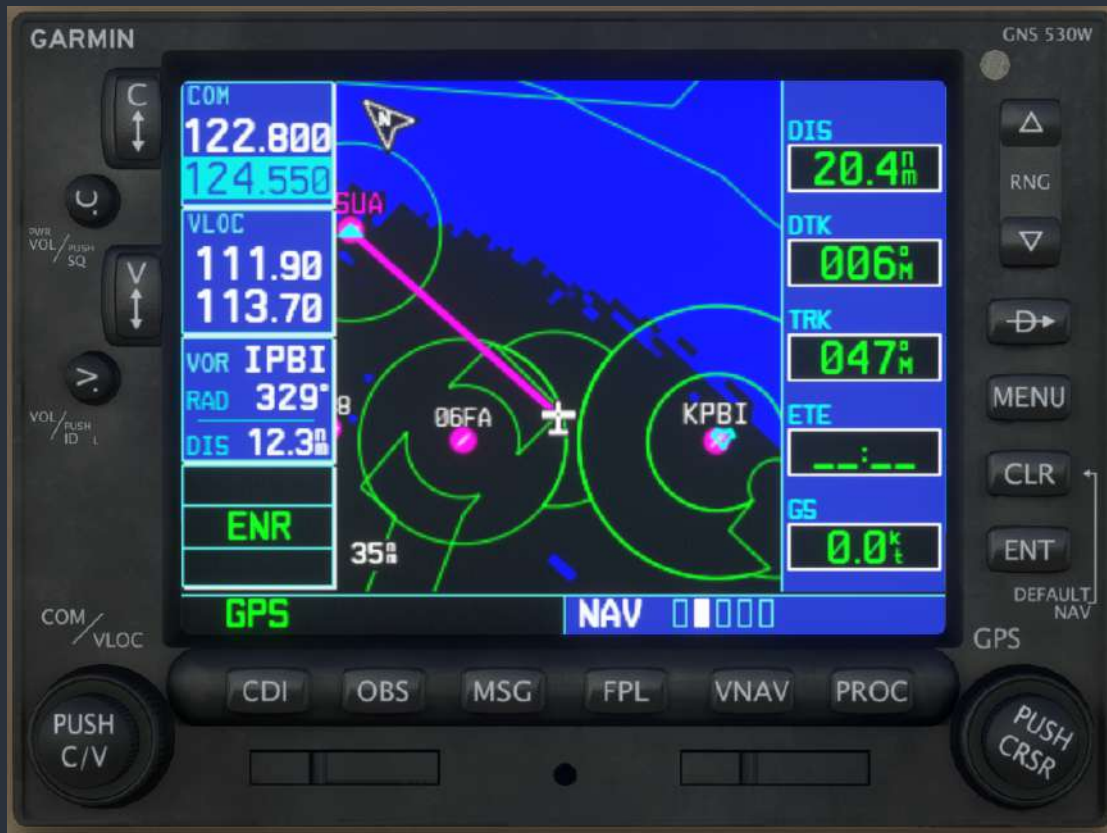 GARMIN
GNS 530W
C
COM
122.800
124.550
C
PWR
VOL/PUSH
SQ
V
VLOC
111.90
113.70
V
VOL/PUSH
ID L
VOR IPBI
RAD 329°
DIS 12.3nm
ENR
GPS
N
SUA
8
06FA
KPBI
35nm
NAV
DIS
20.4nm
DTK
006°M
TRK
047°M
ETE
__:__
GS
0.0kt
RNG
D
MENU
CLR
ENT
DEFAULT
NAV
COM/VLOC
PUSH
C/V
CDI OBS MSG FPL VNAV PROC
GPS
PUSH
CRSR